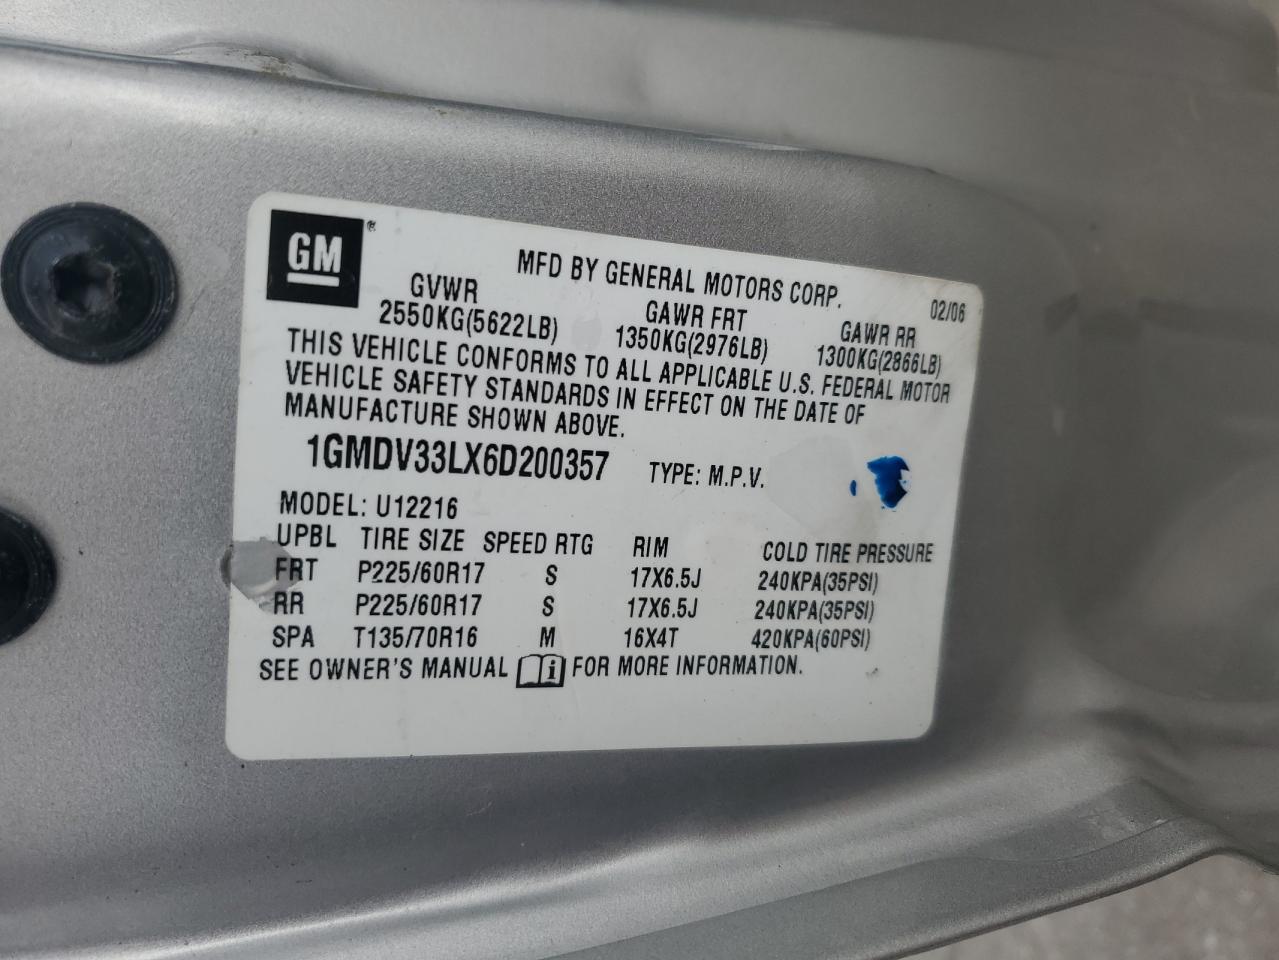 GM ®
MFD BY GENERAL MOTORS CORP. 02/06
GVWR GAWR FRT GAWR RR
2550KG(5622LB) 1350KG(2976LB) 1300KG(2866LB)
THIS VEHICLE CONFORMS TO ALL APPLICABLE U.S. FEDERAL MOTOR
VEHICLE SAFETY STANDARDS IN EFFECT ON THE DATE OF
MANUFACTURE SHOWN ABOVE.
1GMDV33LX6D200357 TYPE: M.P.V.
MODEL: U12216
UPBL TIRE SIZE SPEED RTG RIM COLD TIRE PRESSURE
FRT P225/60R17 S 17X6.5J 240KPA(35PSI)
RR P225/60R17 S 17X6.5J 240KPA(35PSI)
SPA T135/70R16 M 16X4T 420KPA(60PSI)
SEE OWNER'S MANUAL i FOR MORE INFORMATION.